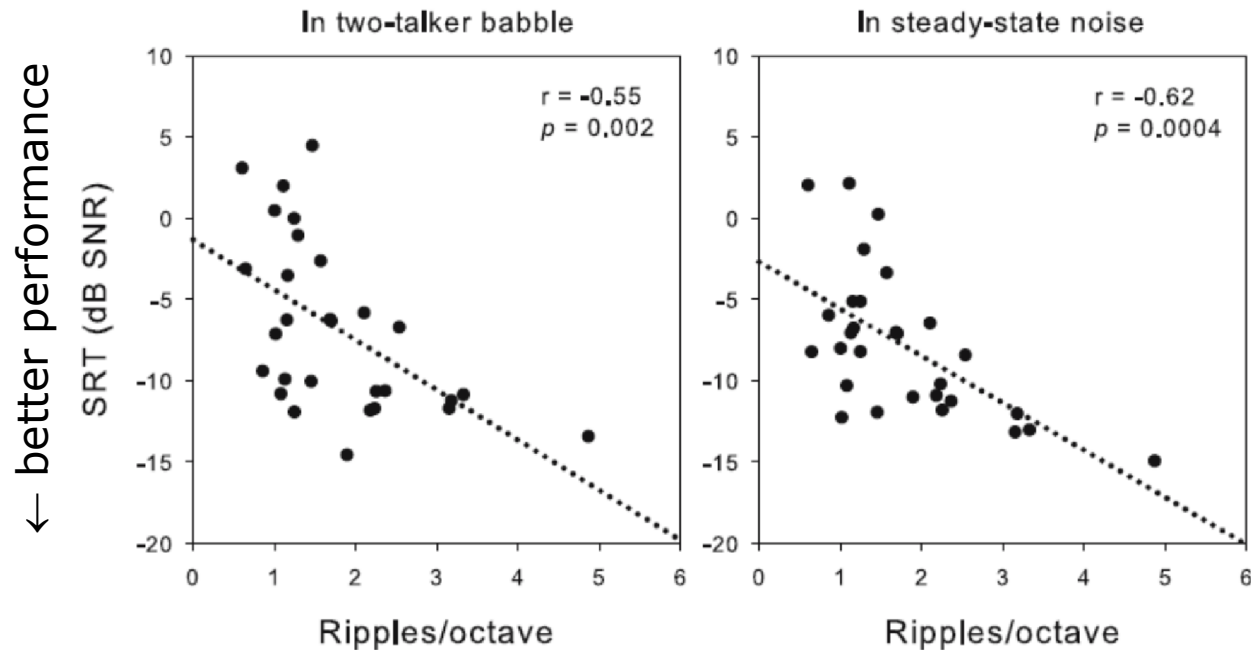 ← better performance
SRT (dB SNR)
In two-talker babble
r = -0.55
p = 0.002
10
5
0
-5
-10
-15
-20
0 1 2 3 4 5 6
Ripples/octave
In steady-state noise
r = -0.62
p = 0.0004
10
5
0
-5
-10
-15
-20
0 1 2 3 4 5 6
Ripples/octave